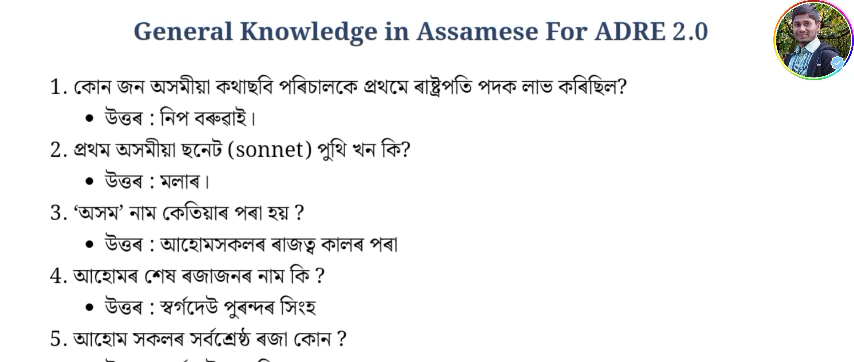 General Knowledge in Assamese For ADRE 2.0
1. কোন জন অসমীয়া কথাছবি পৰিচালকে প্ৰথমে ৰাষ্ট্ৰপতি পদক লাভ কৰিছিল?
• উত্তৰ : নিপ বৰুৱাই।
2. প্ৰথম অসমীয়া ছনেট (sonnet) পুথি খন কি?
• উত্তৰ : মলাৰ।
3. ‘অসম’ নাম কেতিয়াৰ পৰা হয় ?
• উত্তৰ : আহোমসকলৰ ৰাজত্ব কালৰ পৰা
4. আহোমৰ শেষ ৰজাজনৰ নাম কি ?
• উত্তৰ : স্বৰ্গদেউ পুৰন্দৰ সিংহ
5. আহোম সকলৰ সৰ্বশ্ৰেষ্ঠ ৰজা কোন ?